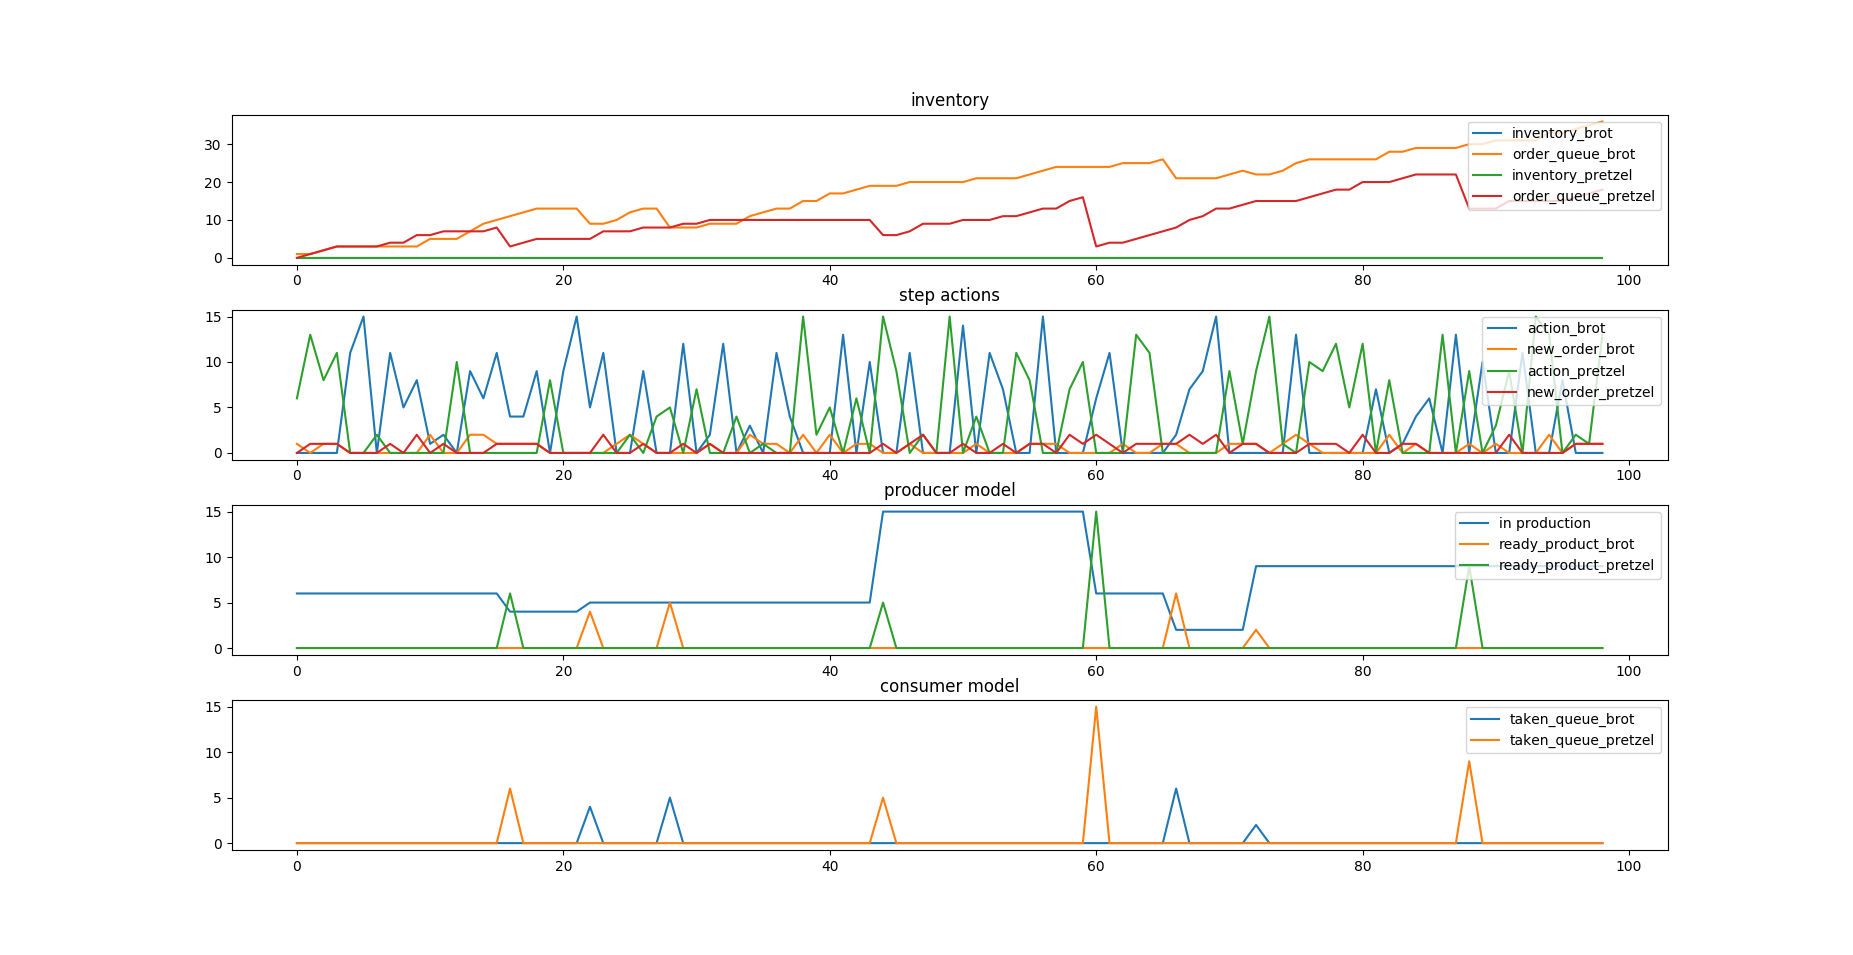 inventory
30
20
10
0
inventory_brot
order_queue_brot
inventory_pretzel
order_queue_pretzel
0 20 40 60 80 100
step actions
15
10
5
0
action_brot
new_order_brot
action_pretzel
new_order_pretzel
0 20 40 60 80 100
producer model
15
10
5
0
in production
ready_product_brot
ready_product_pretzel
0 20 40 60 80 100
consumer model
15
10
5
0
taken_queue_brot
taken_queue_pretzel
0 20 40 60 80 100